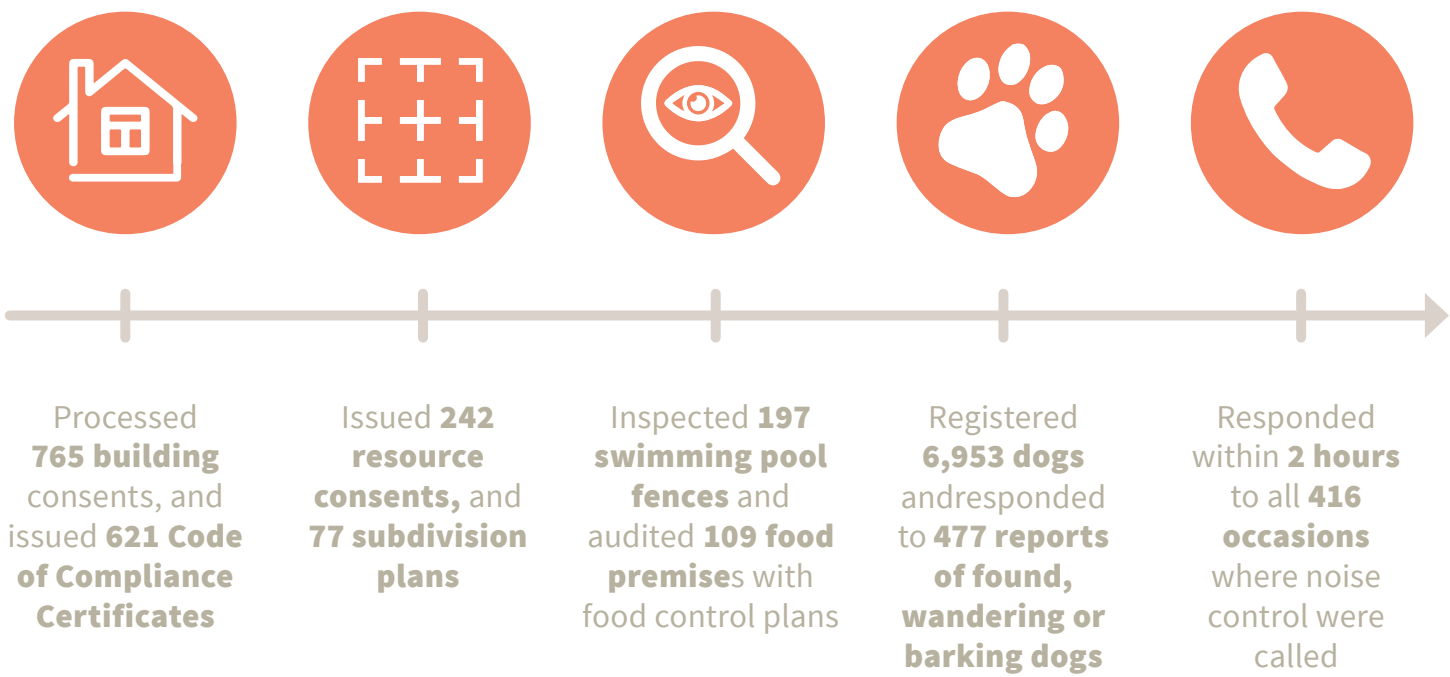 Processed
765 building
consents, and
issued 621 Code
of Compliance
Certificates
Issued 242
resource
consents, and
77 subdivision
plans
Inspected 197
swimming pool
fences and
audited 109 food
premises with
food control plans
Registered
6,953 dogs
andresponded
to 477 reports
of found,
wandering or
barking dogs
Responded
within 2 hours
to all 416
occasions
where noise
control were
called